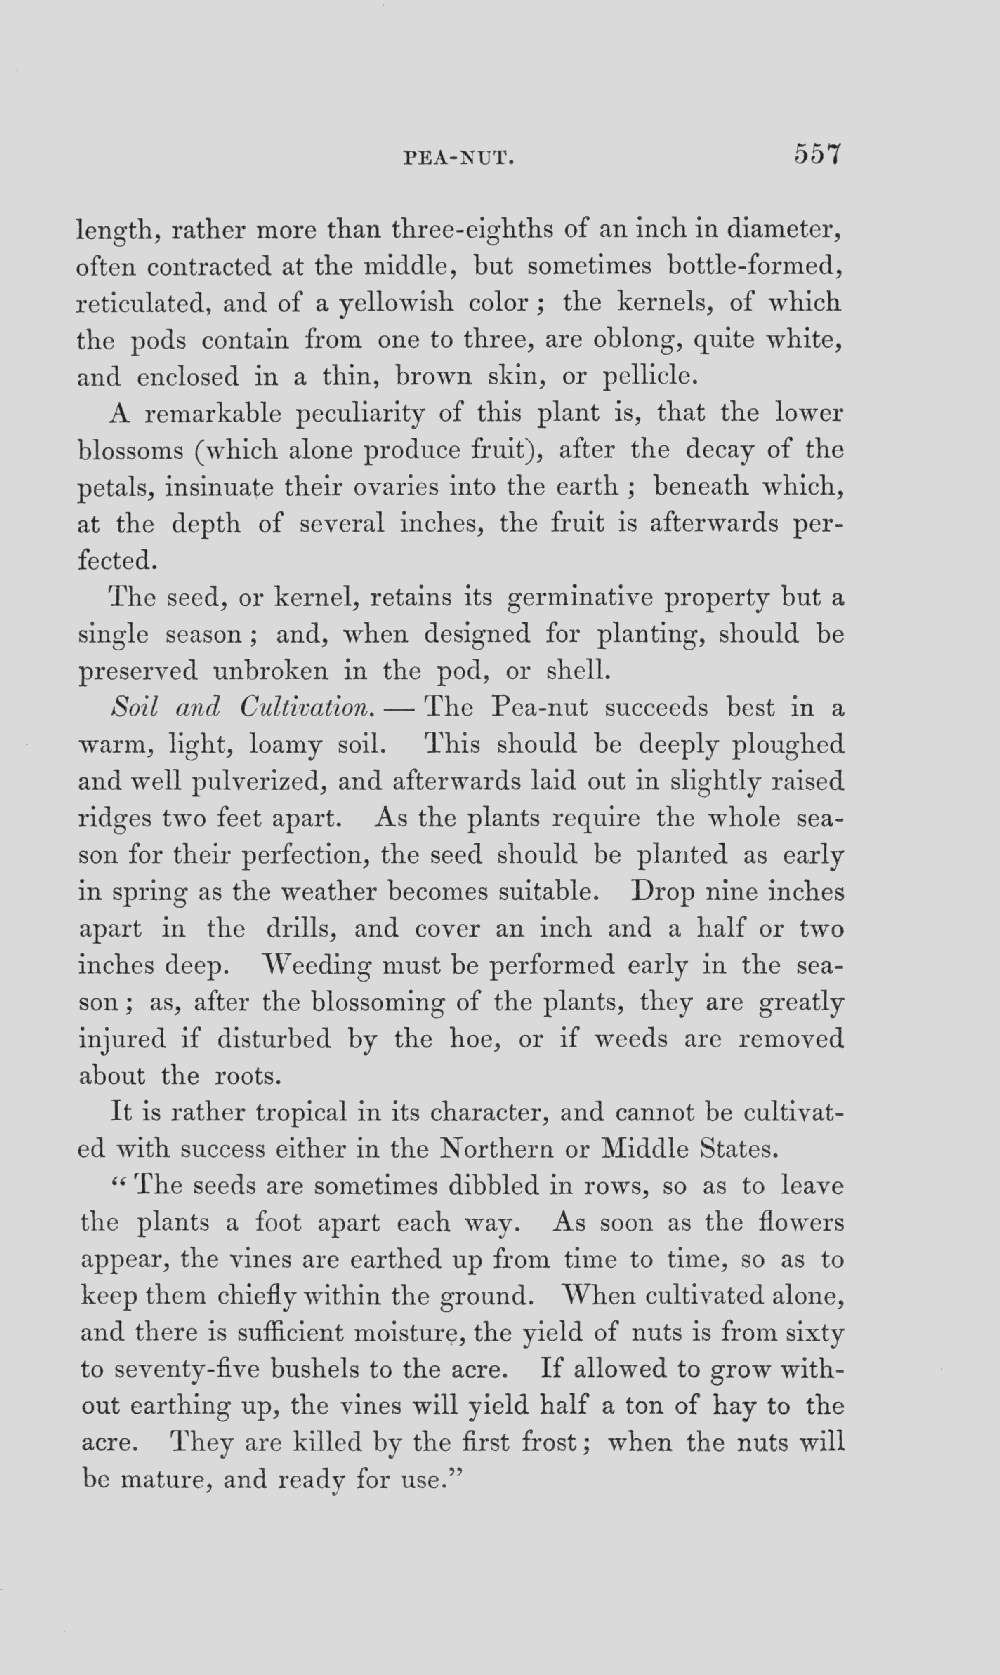 PEA-NUT. 557
length, rather more than three-eighths of an inch in diameter,
often contracted at the middle, but sometimes bottle-formed,
reticulated, and of a yellowish color ; the kernels, of which
the pods contain from one to three, are oblong, quite white,
and enclosed in a thin, brown skin, or pellicle.
A remarkable peculiarity of this plant is, that the lower
blossoms (which alone produce fruit), after the decay of the
petals, insinuate their ovaries into the earth ; beneath which,
at the depth of several inches, the fruit is afterwards per-
fected.
The seed, or kernel, retains its germinative property but a
single season ; and, when designed for planting, should be
preserved unbroken in the pod, or shell.
Soil and Cultivation. — The Pea-nut succeeds best in a
warm, light, loamy soil. This should be deeply ploughed
and well pulverized, and afterwards laid out in slightly raised
ridges two feet apart. As the plants require the whole sea-
son for their perfection, the seed should be planted as early
in spring as the weather becomes suitable. Drop nine inches
apart in the drills, and cover an inch and a half or two
inches deep. Weeding must be performed early in the sea-
son ; as, after the blossoming of the plants, they are greatly
injured if disturbed by the hoe, or if weeds are removed
about the roots.
It is rather tropical in its character, and cannot be cultivat-
ed with success either in the Northern or Middle States.
“ The seeds are sometimes dibbled in rows, so as to leave
the plants a foot apart each way. As soon as the flowers
appear, the vines are earthed up from time to time, so as to
keep them chiefly within the ground. When cultivated alone,
and there is sufficient moisture, the yield of nuts is from sixty
to seventy-five bushels to the acre. If allowed to grow with-
out earthing up, the vines will yield half a ton of hay to the
acre. They are killed by the first frost ; when the nuts will
be mature, and ready for use.”